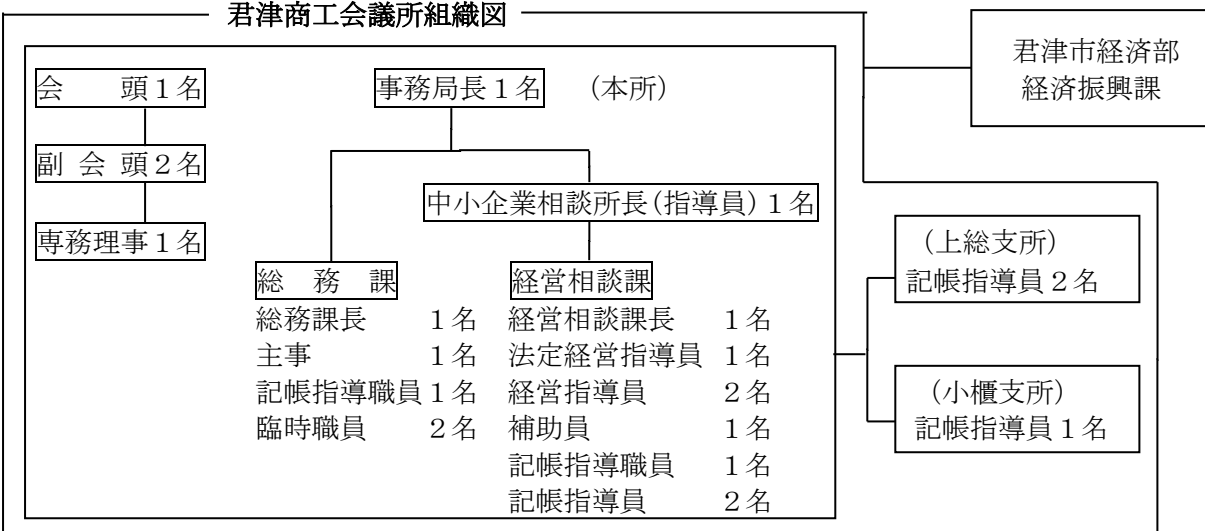 君津商工会議所組織図
君津市経済部
経済振興課
会　　頭１名
事務局長１名　（本所）
副 会 頭２名
中小企業相談所長（指導員）１名
専務理事１名
（上総支所）
記帳指導員２名
総　務　課
経営相談課
総務課長　　１名
主事　　　　１名
記帳指導職員１名
臨時職員　　２名
経営相談課長　　１名
法定経営指導員　１名
経営指導員　　　２名
補助員　　　　　１名
記帳指導職員　　１名
記帳指導員　　　２名
（小櫃支所）
記帳指導員１名